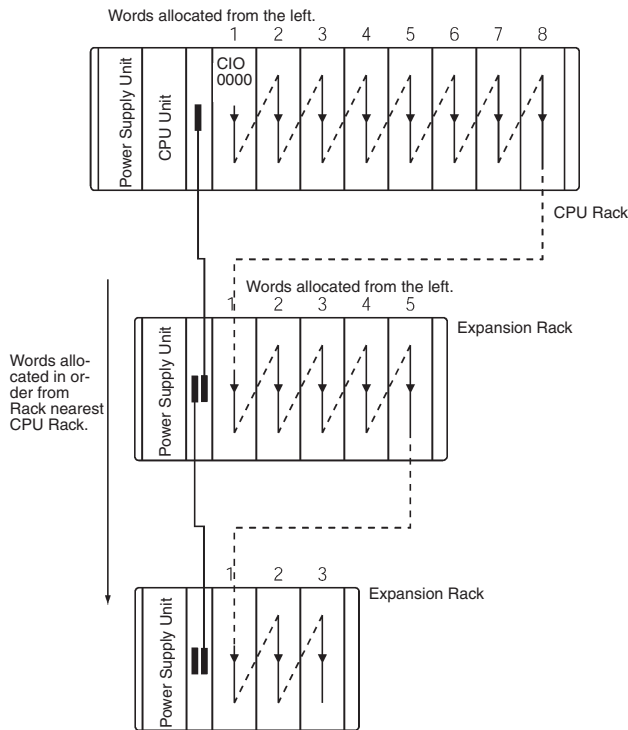 Words allocated from the left.
1 2 3 4 5 6 7 8
Power Supply Unit
CPU Unit
CIO
0000
CPU Rack
Words allocated from the left.
1 2 3 4 5
Power Supply Unit
Expansion Rack
Words allo-
cated in or-
der from
Rack nearest
CPU Rack.
1 2 3
Power Supply Unit
Expansion Rack